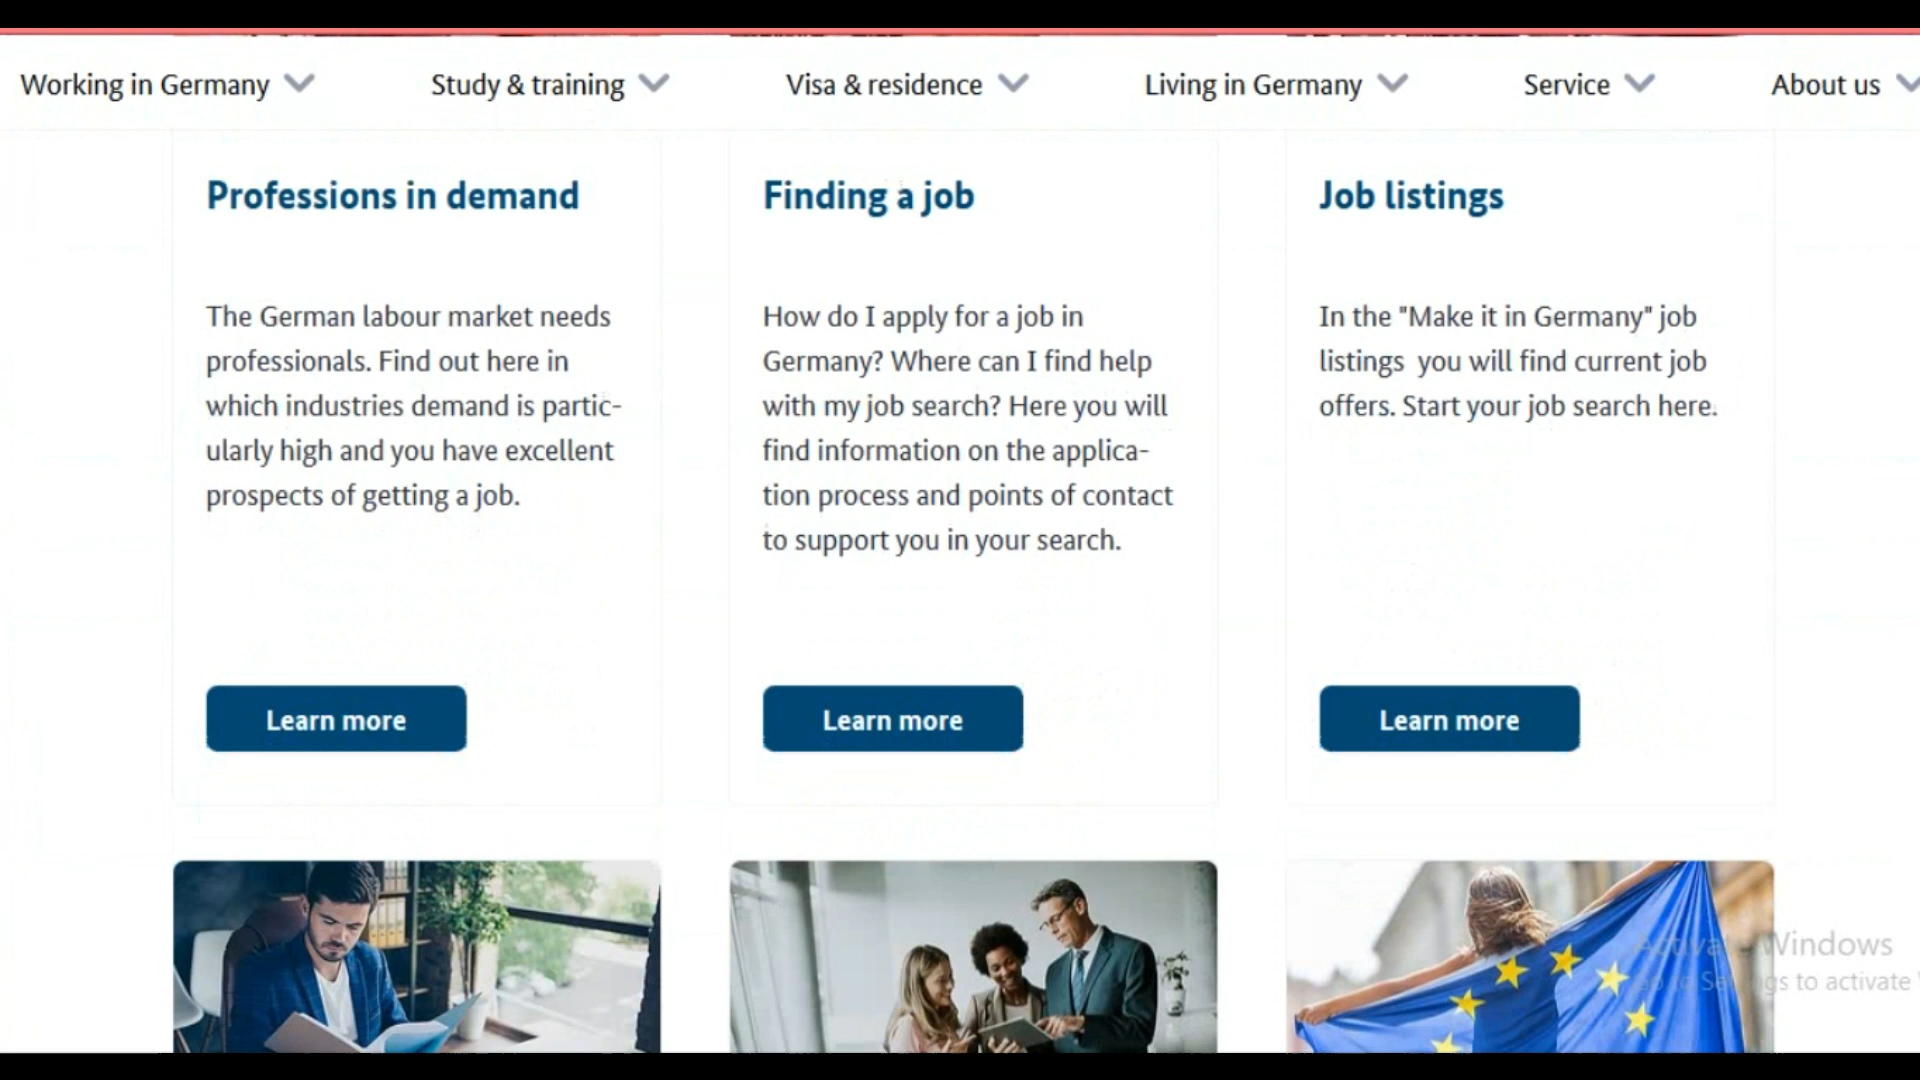 Working in Germany
Study & training
Visa & residence
Living in Germany
Service
About us
Professions in demand
The German labour market needs
professionals. Find out here in
which industries demand is partic-
ularly high and you have excellent
prospects of getting a job.
Learn more
Finding a job
How do I apply for a job in
Germany? Where can I find help
with my job search? Here you will
find information on the applica-
tion process and points of contact
to support you in your search.
Learn more
Job listings
In the "Make it in Germany" job
listings you will find current job
offers. Start your job search here.
Learn more
Activate Windows
Go to Settings to activate